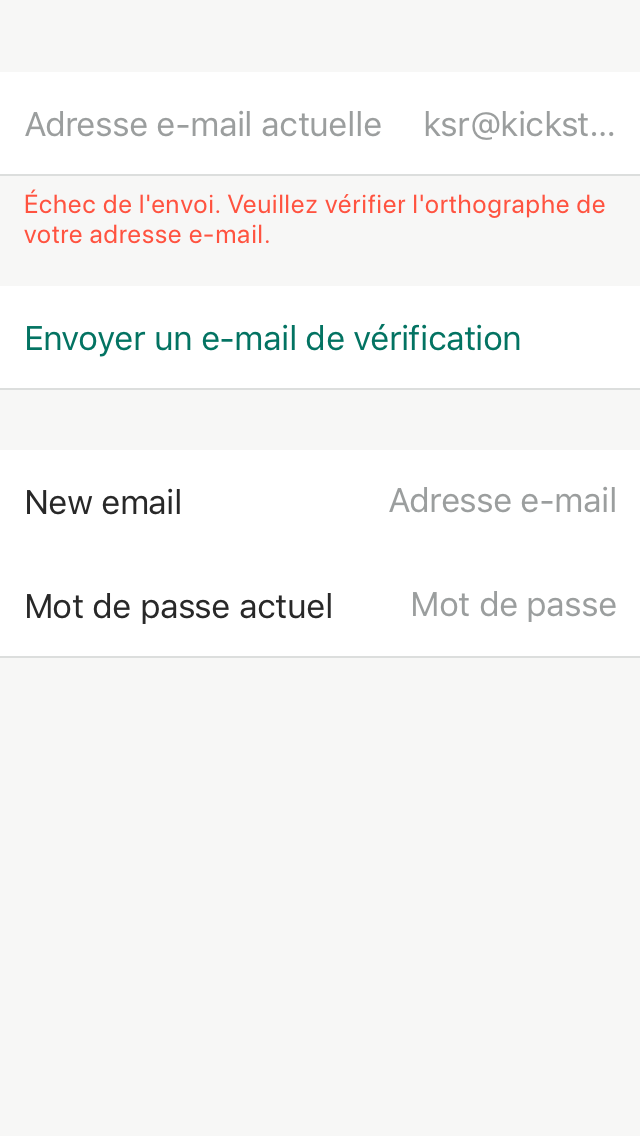 Adresse e-mail actuelle ksr@kickst...
Échec de l'envoi. Veuillez vérifier l'orthographe de
votre adresse e-mail.
Envoyer un e-mail de vérification
New email Adresse e-mail
Mot de passe actuel Mot de passe